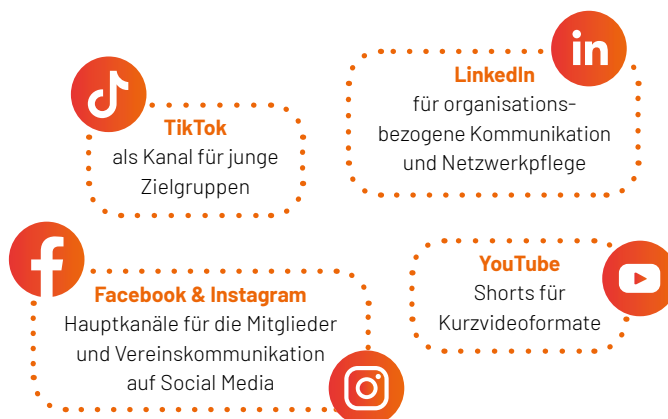 TikTok
als Kanal für junge
Zielgruppen
LinkedIn
für organisations-
bezogene Kommunikation
und Netzwerkpflege
Facebook & Instagram
Hauptkanäle für die Mitglieder
und Vereinskommunikation
auf Social Media
YouTube
Shorts für
Kurzvideoformate